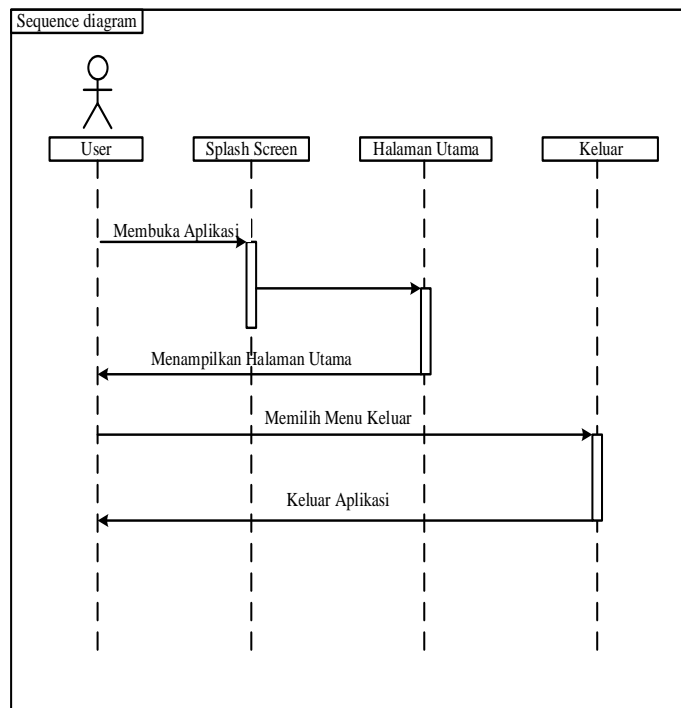 Sequence diagram
User
Splash Screen
Halaman Utama
Keluar
Membuka Aplikasi
Menampilkan Halaman Utama
Memilih Menu Keluar
Keluar Aplikasi